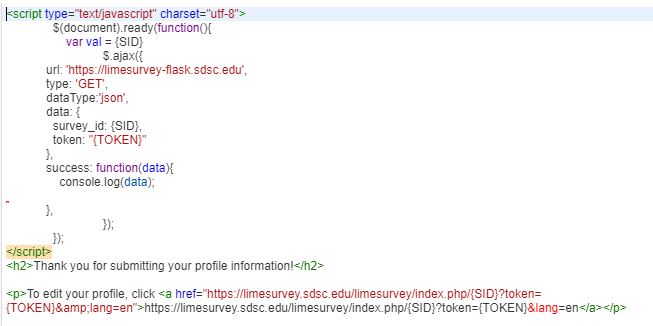 <script type="text/javascript" charset="utf-8">
$(document).ready(function(){
var val = {SID}
$.ajax({
url: 'https://limesurvey-flask.sdsc.edu',
type: 'GET',
dataType:'json',
data: {
survey_id: {SID},
token: "{TOKEN}"
},
success: function(data){
console.log(data);
},
});
});
</script>
<h2>Thank you for submitting your profile information!</h2>
<p>To edit your profile, click <a href="https://limesurvey.sdsc.edu/limesurvey/index.php/{SID}?token=
{TOKEN}&amp;lang=en">https://limesurvey.sdsc.edu/limesurvey/index.php/{SID}?token={TOKEN}&lang=en</a></p>